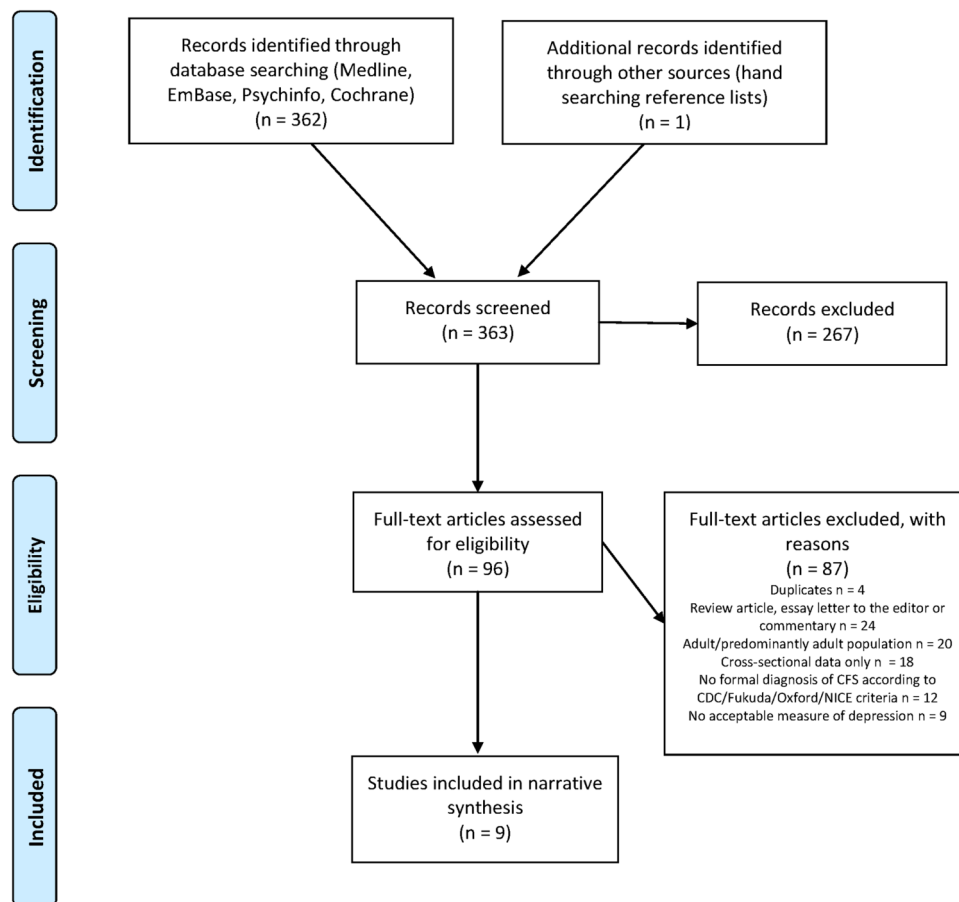 Identification
Records identified through
database searching (Medline,
EmBase, Psychinfo, Cochrane)
(n = 362)
Additional records identified
through other sources (hand
searching reference lists)
(n = 1)
Screening
Records screened
(n = 363)
Records excluded
(n = 267)
Eligibility
Full-text articles assessed
for eligibility
(n = 96)
Full-text articles excluded, with
reasons
(n = 87)
Duplicates n = 4
Review article, essay letter to the editor or
commentary n = 24
Adult/predominantly adult population n = 20
Cross-sectional data only n = 18
No formal diagnosis of CFS according to
CDC/Fukuda/Oxford/NICE criteria n = 12
No acceptable measure of depression n = 9
Included
Studies included in narrative
synthesis
(n = 9)